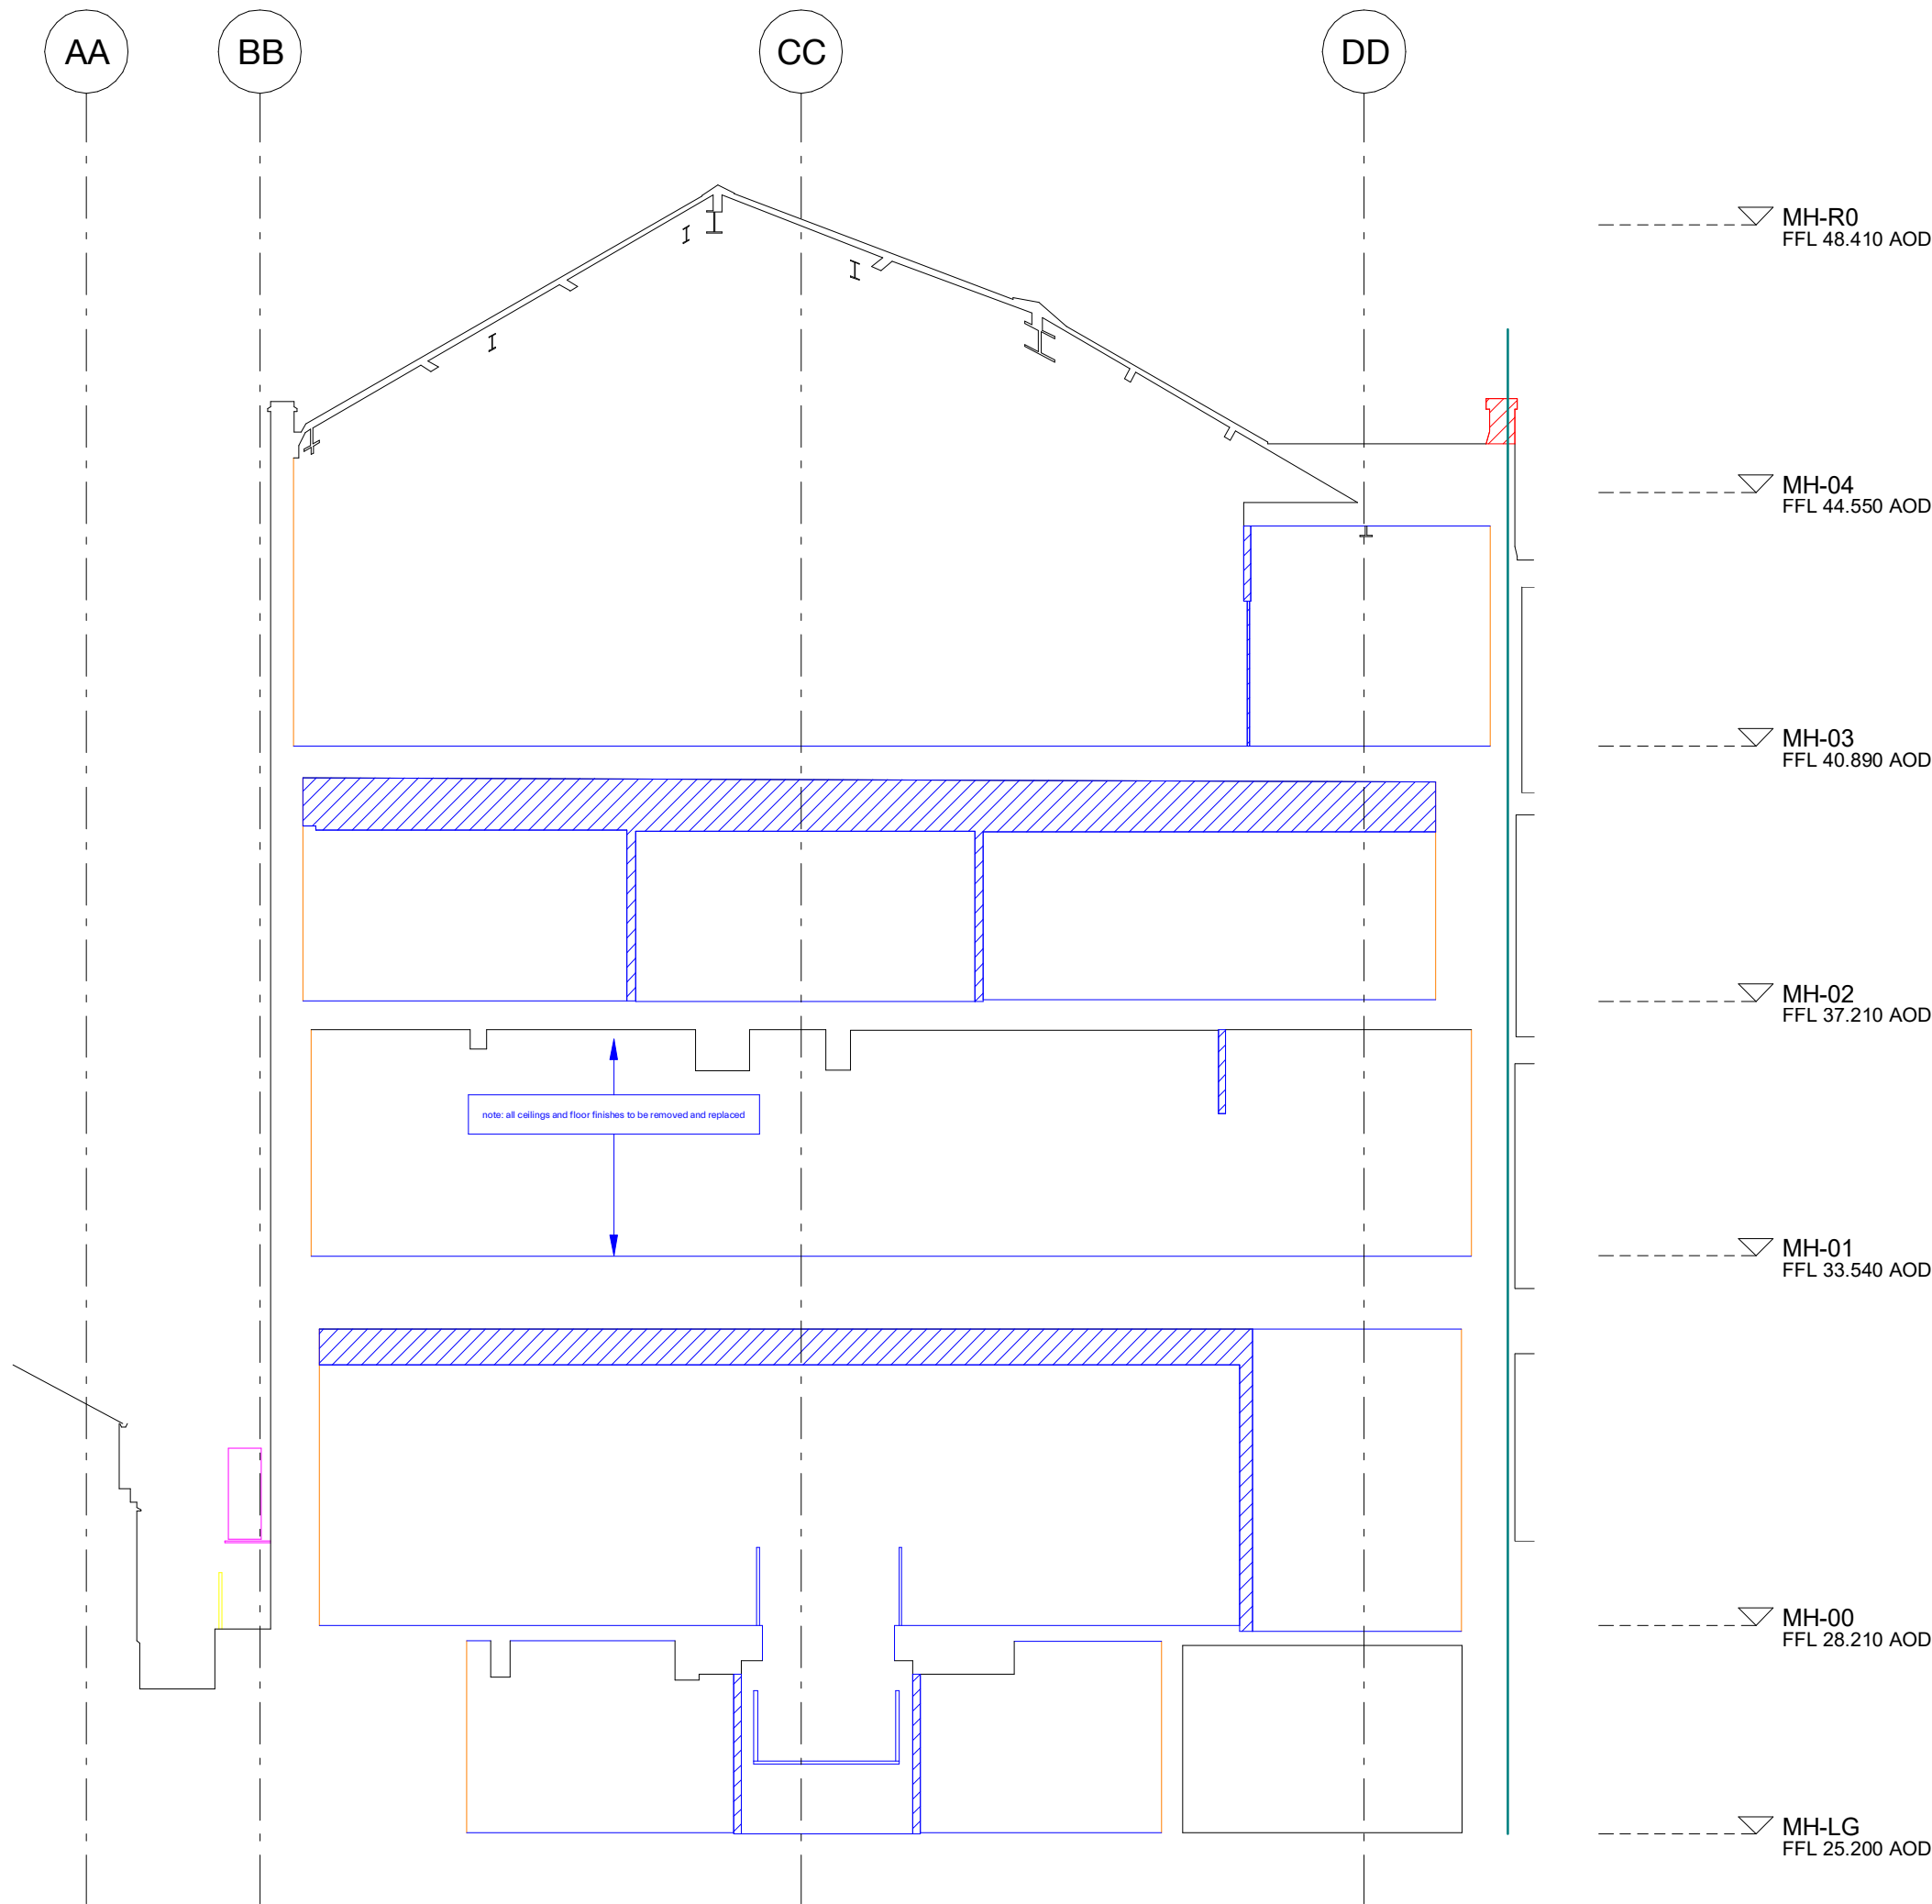 AA
BB
CC
DD
MH-R0
FFL 48.410 AOD
MH-04
FFL 44.550 AOD
MH-03
FFL 40.890 AOD
MH-02
FFL 37.210 AOD
note: all ceilings and floor finishes to be removed and replaced
MH-01
FFL 33.540 AOD
MH-00
FFL 28.210 AOD
MH-LG
FFL 25.200 AOD